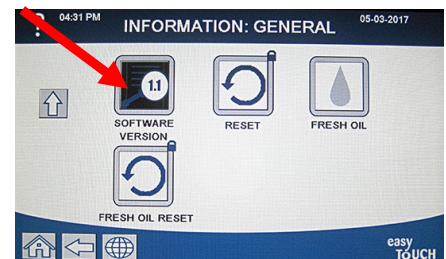 04:31 PM
INFORMATION: GENERAL
05-03-2017
1.1
SOFTWARE
VERSION
RESET
FRESH OIL
FRESH OIL RESET
easy
TOUCH